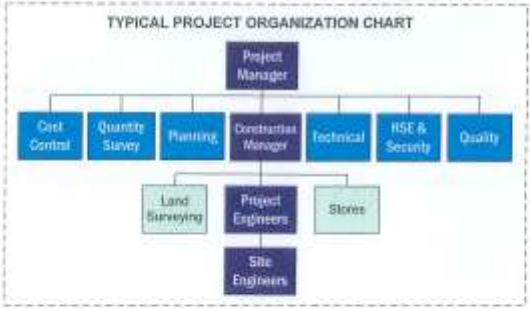 TYPICAL PROJECT ORGANIZATION CHART
Project
Manager
Cost
Control
Quantity
Survey
Planning
Construction
Manager
Technical
HSE &
Security
Quality
Land
Surveying
Project
Engineers
Stores
Site
Engineers